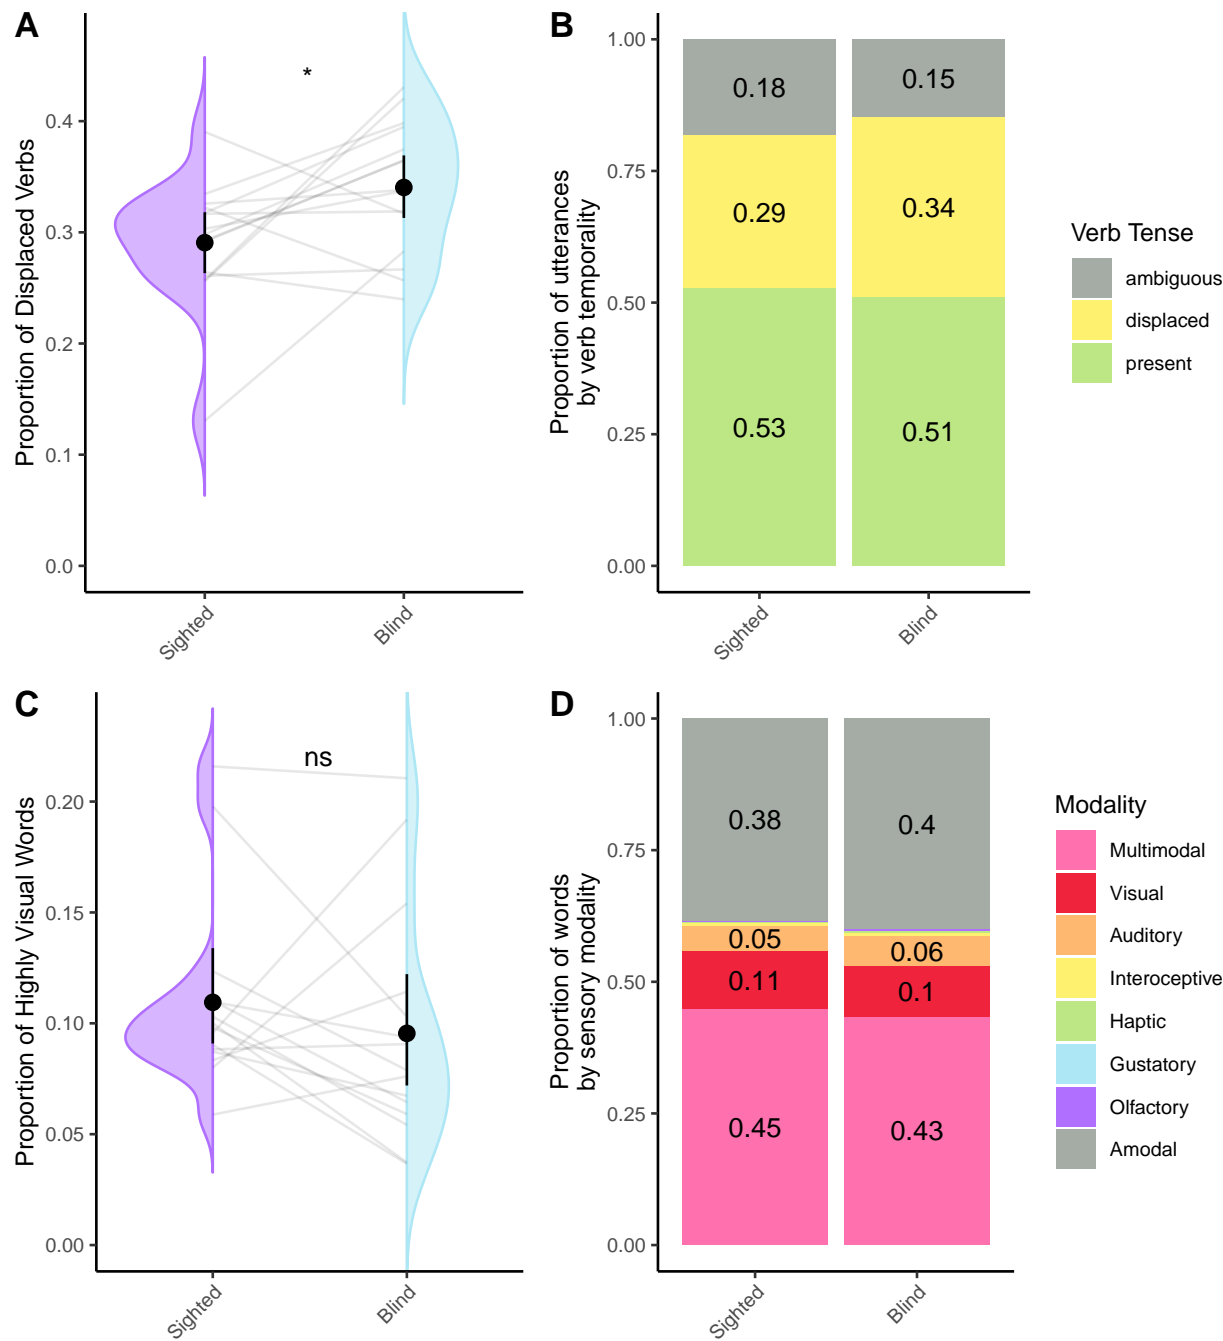 A
*
Proportion of Displaced Verbs
0.4
0.3
0.2
0.1
0.0
Sighted
Blind
B
Proportion of utterances
by verb temporality
1.00
0.75
0.50
0.25
0.00
0.18
0.15
0.29
0.34
0.53
0.51
Sighted
Blind
Verb Tense
ambiguous
displaced
present
C
ns
Proportion of Highly Visual Words
0.20
0.15
0.10
0.05
0.00
Sighted
Blind
D
Proportion of words
by sensory modality
1.00
0.75
0.50
0.25
0.00
0.38
0.4
0.05
0.06
0.11
0.1
0.45
0.43
Sighted
Blind
Modality
Multimodal
Visual
Auditory
Interoceptive
Haptic
Gustatory
Olfactory
Amodal